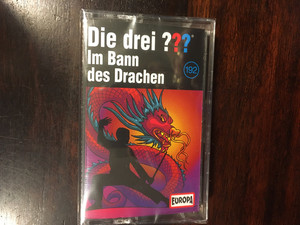 Die drei ???
Im Bann
des Drachen
192
EUROPA